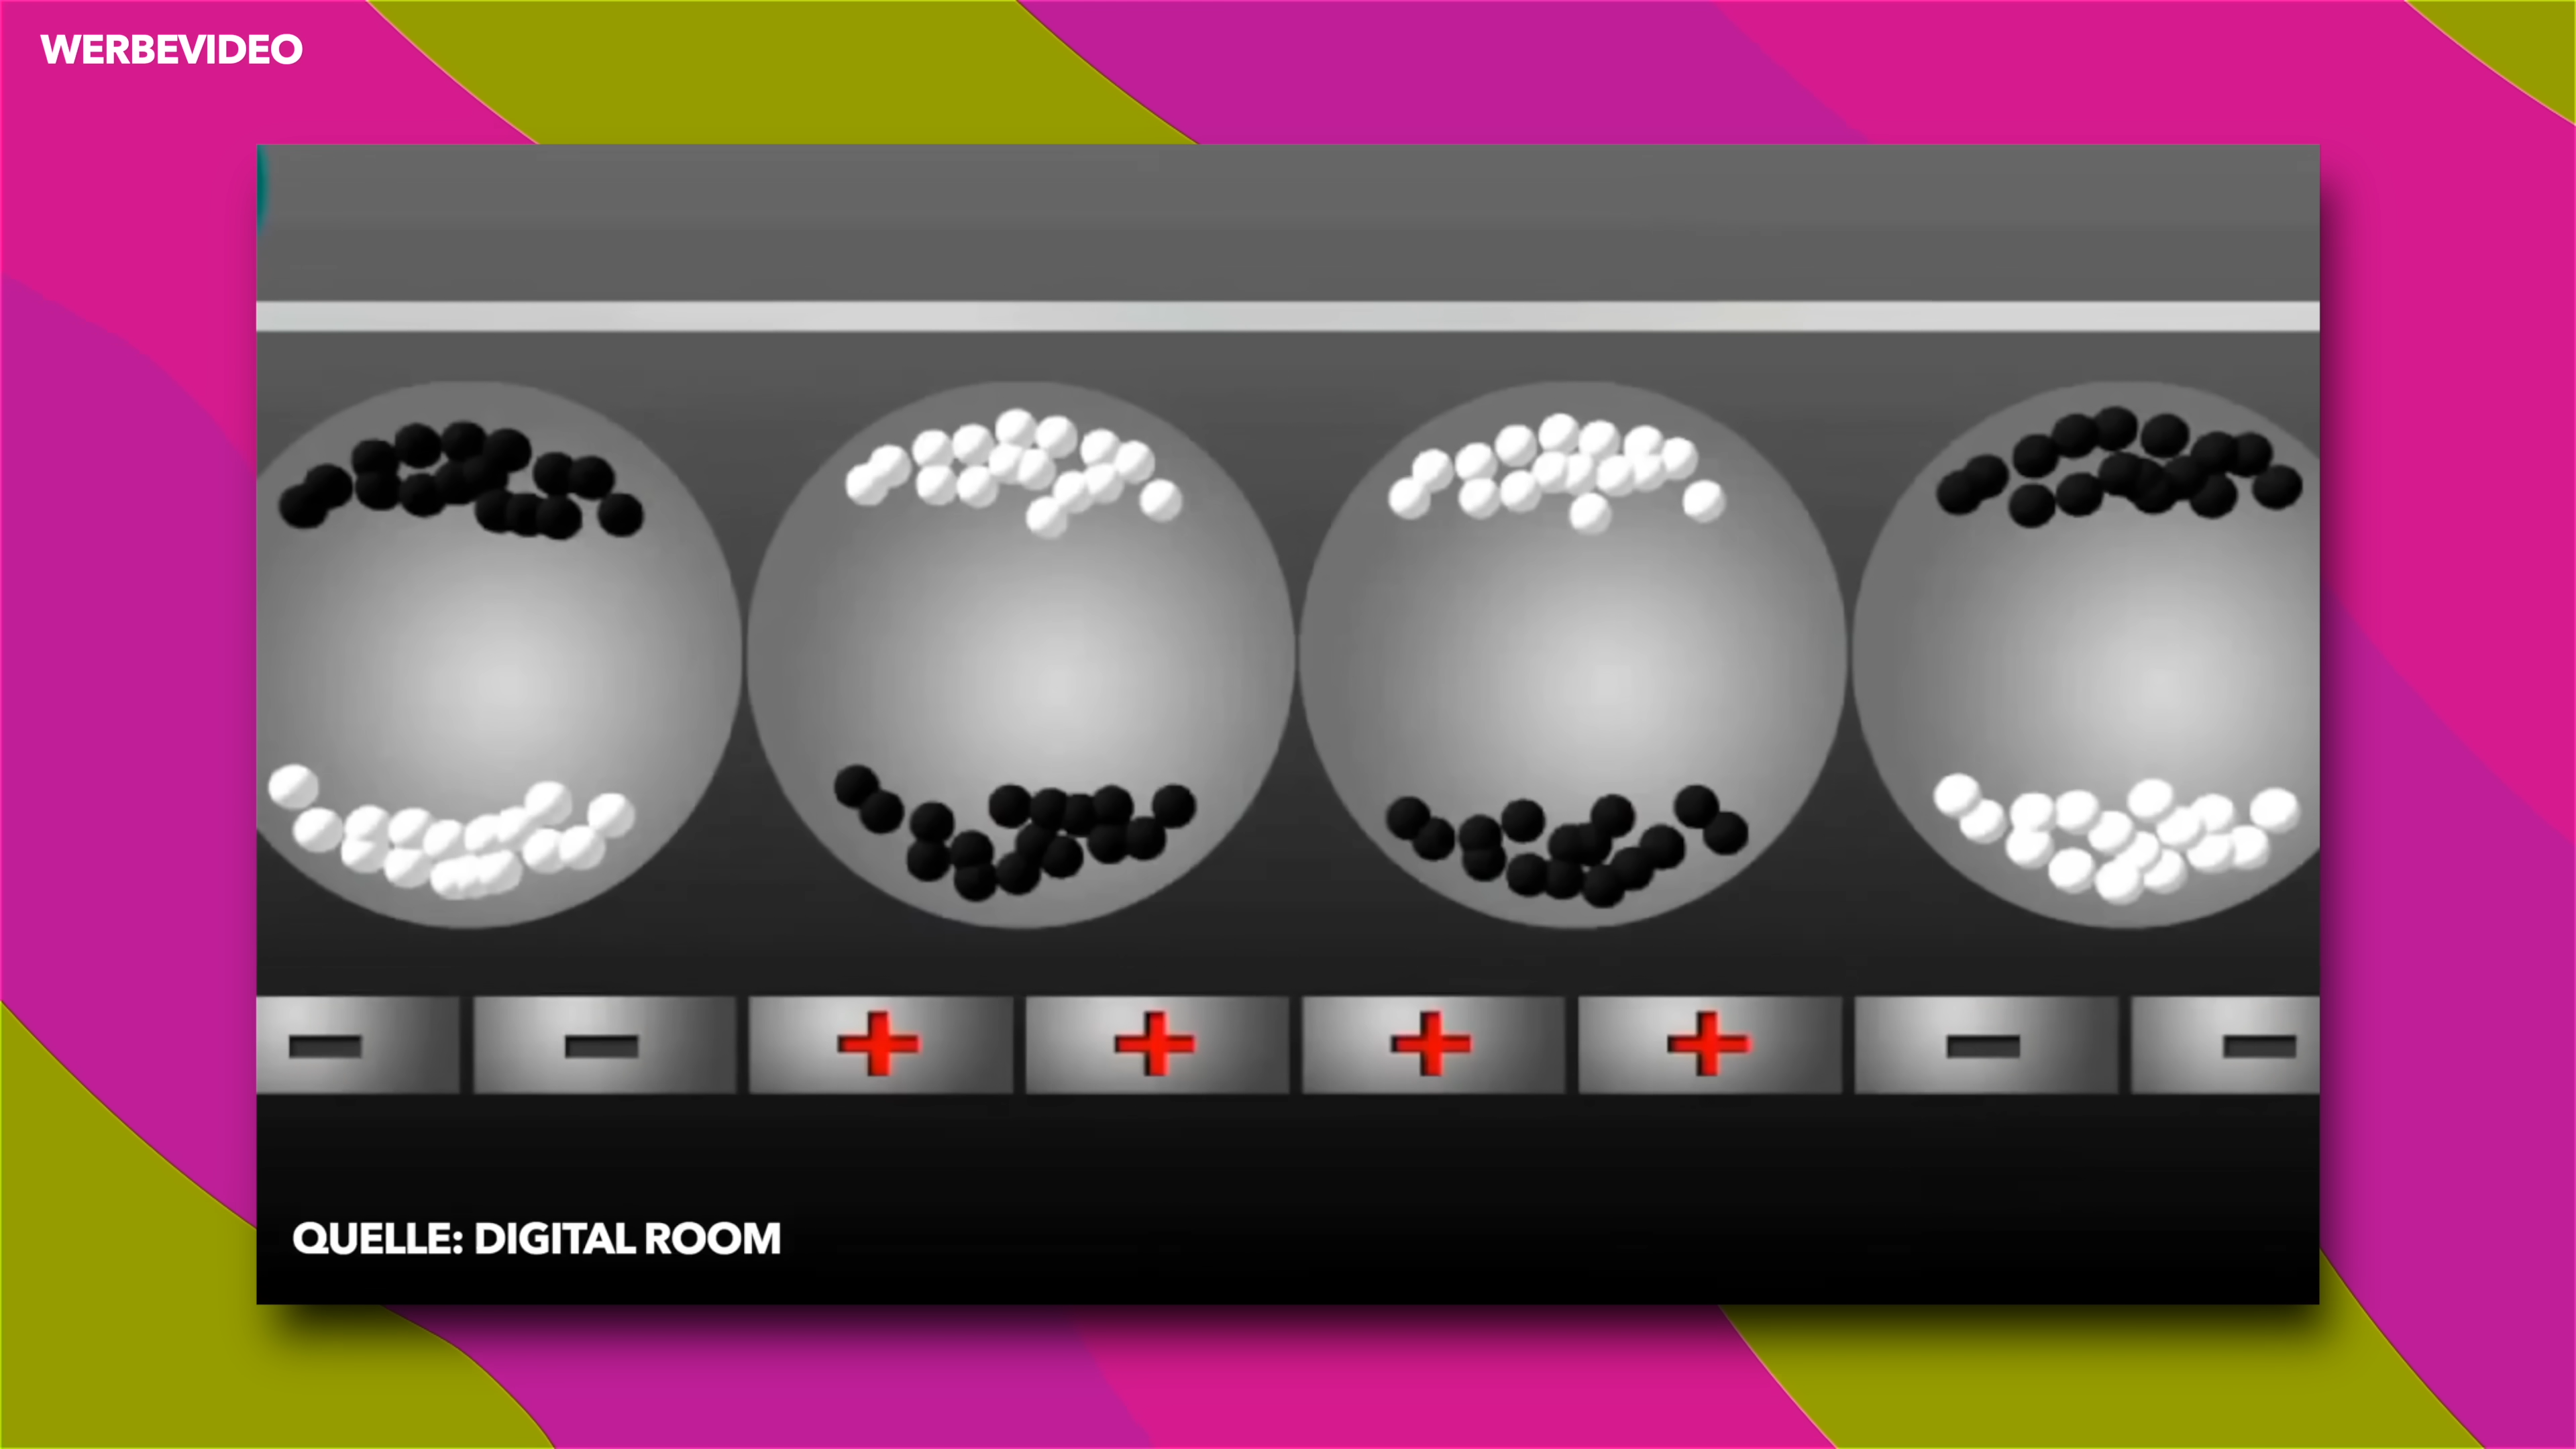 WERBEVIDEO
− − + + + + − −
QUELLE: DIGITAL ROOM